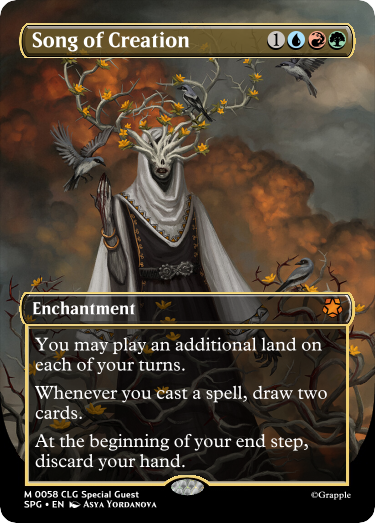 Song of Creation 1
Enchantment
You may play an additional land on
each of your turns.
Whenever you cast a spell, draw two
cards.
At the beginning of your end step,
discard your hand.
M 0058 CLG Special Guest
SPG • EN Asya Yordanova
©Grapple